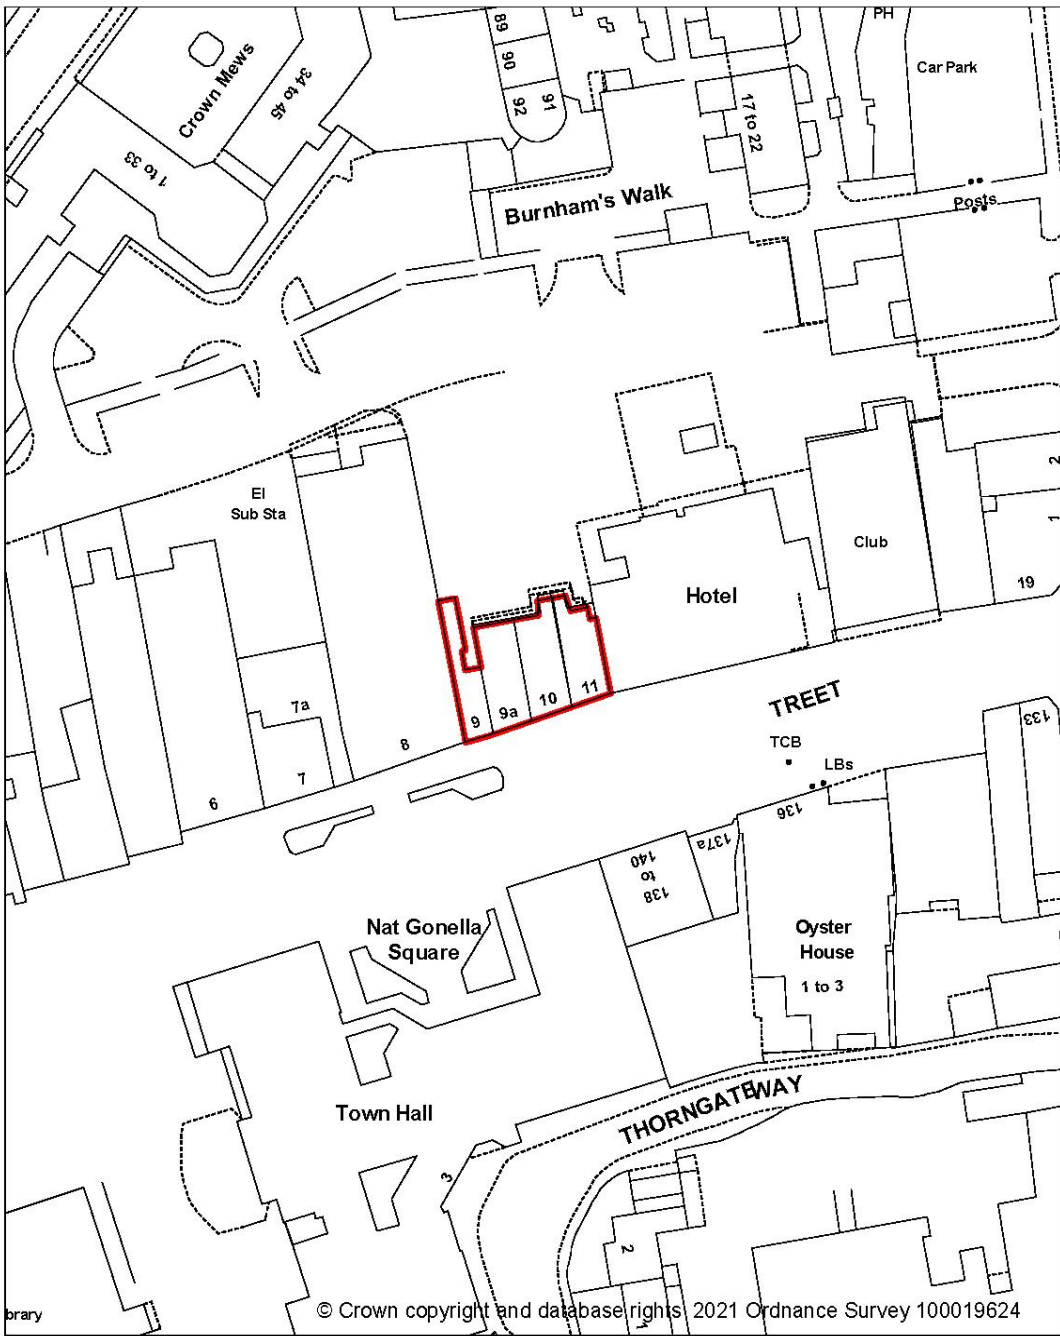 89
90
92
91
PH
Car Park
Crown Mews
34 to 45
17 to 22
1 to 33
Burnham's Walk
Posts
El
Sub Sta
2
1
Club
19
Hotel
7a
7
6
8
9
9a
10
11
TREET
TCB
LBs
133
136
137a
138
to
140
Nat Gonella
Square
Oyster
House
1 to 3
Town Hall
THORNGATE WAY
3
2
1
brary
© Crown copyright and database rights 2021 Ordnance Survey 100019624